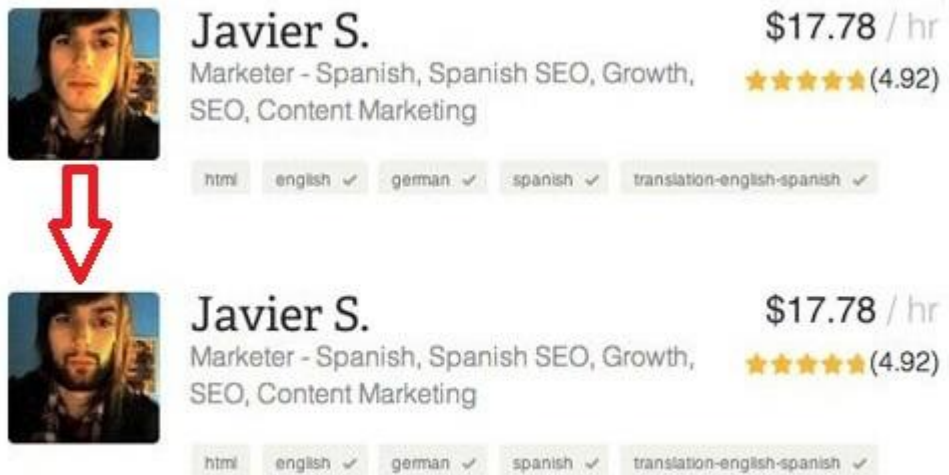 Javier S.
$17.78 / hr
Marketer - Spanish, Spanish SEO, Growth,
SEO, Content Marketing
(4.92)
html english german spanish translation-english-spanish
Javier S.
$17.78 / hr
Marketer - Spanish, Spanish SEO, Growth,
SEO, Content Marketing
(4.92)
html english german spanish translation-english-spanish